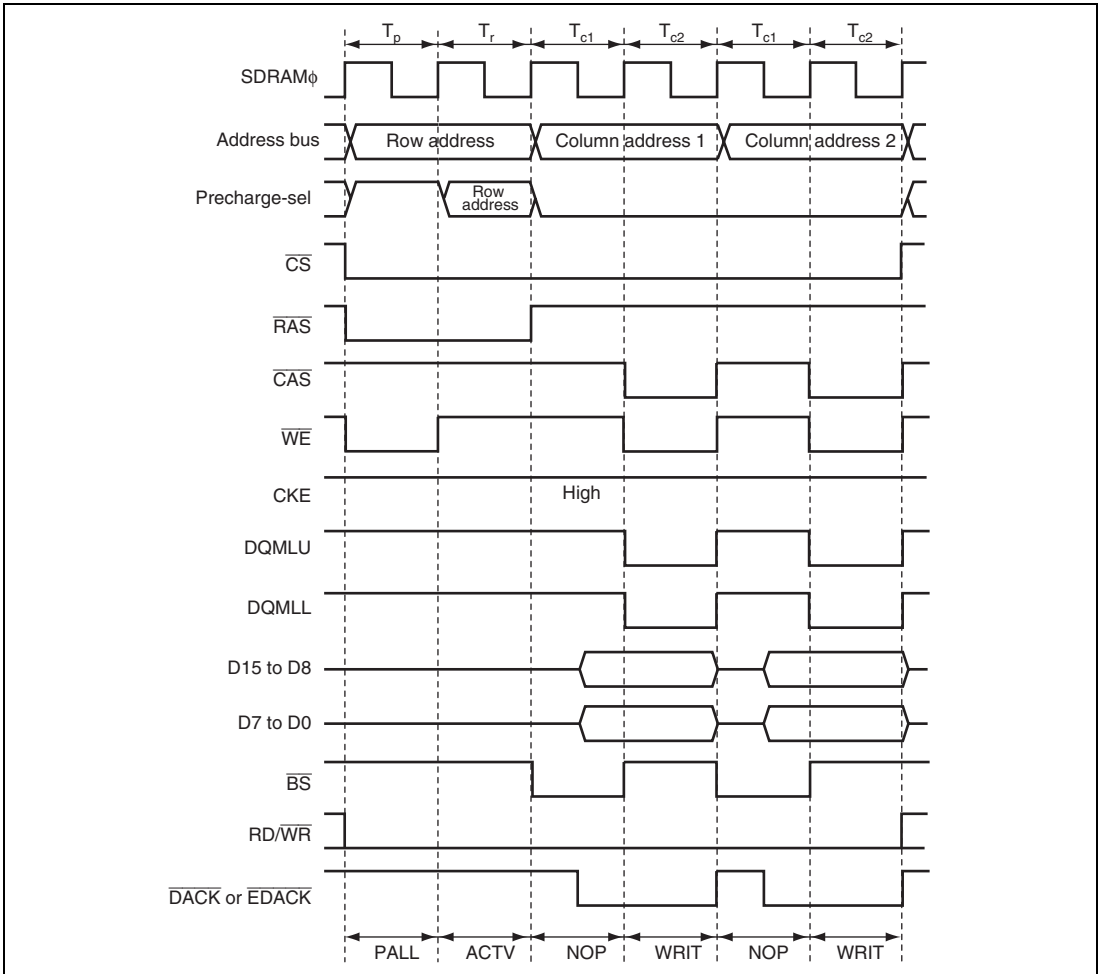 Tp Tr Tc1 Tc2 Tc1 Tc2
SDRAMϕ
Address bus Row address Column address 1 Column address 2
Precharge-sel Row address
CS
RAS
CAS
WE
CKE High
DQMLU
DQMLL
D15 to D8
D7 to D0
BS
RD/WR
DACK or EDACK
PALL ACTV NOP WRIT NOP WRIT